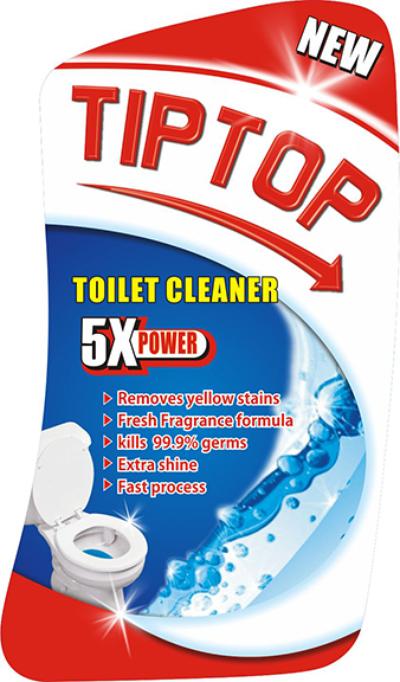 NEW
TIPTOP
TOILET CLEANER
5X POWER
Removes yellow stains
Fresh Fragrance formula
kills 99.9% germs
Extra shine
Fast process